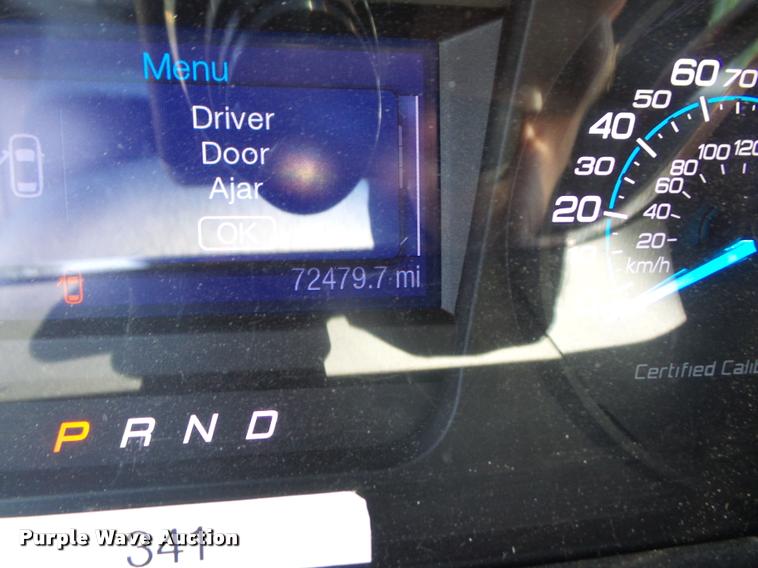 Menu
Driver
Door
Ajar
OK
72479.7 mi
P R N D
20
30
40
50
60
70
20
40
60
80
100
120
km/h
Certified Calib
341
Purple Wave Auction